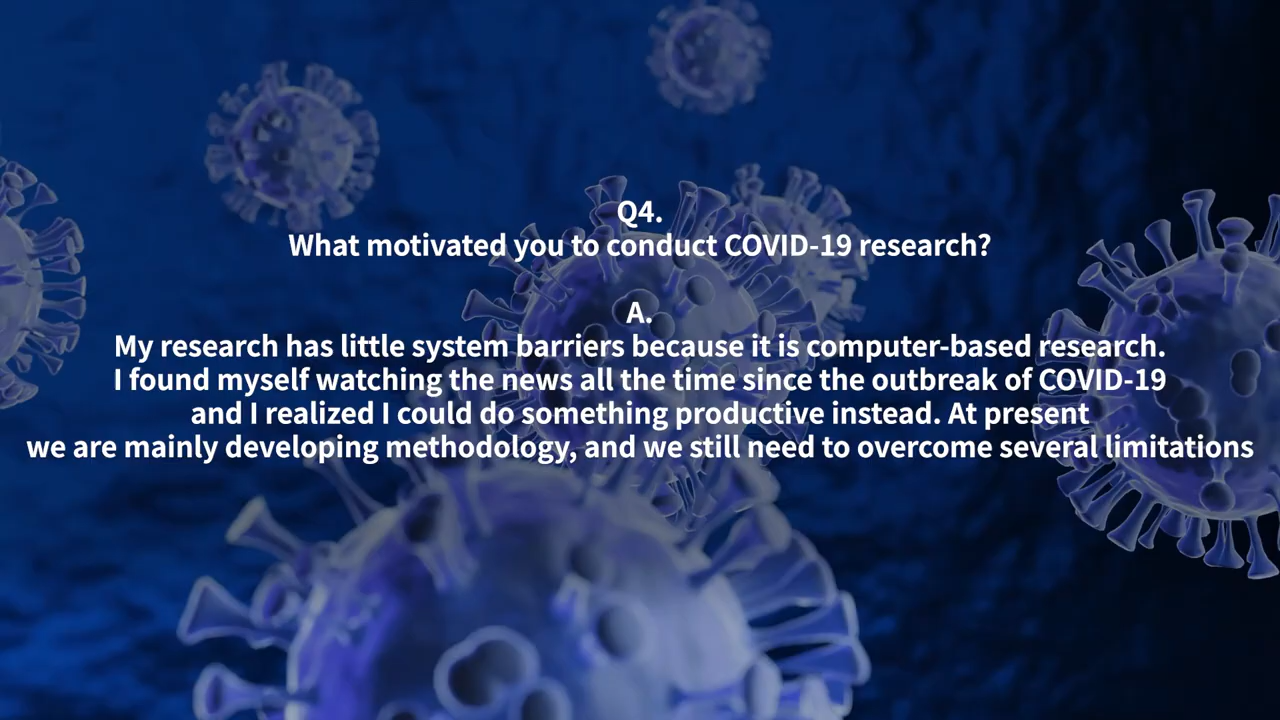 Q4.
What motivated you to conduct COVID-19 research?
A.
My research has little system barriers because it is computer-based research.
I found myself watching the news all the time since the outbreak of COVID-19
and I realized I could do something productive instead. At present
we are mainly developing methodology, and we still need to overcome several limitations